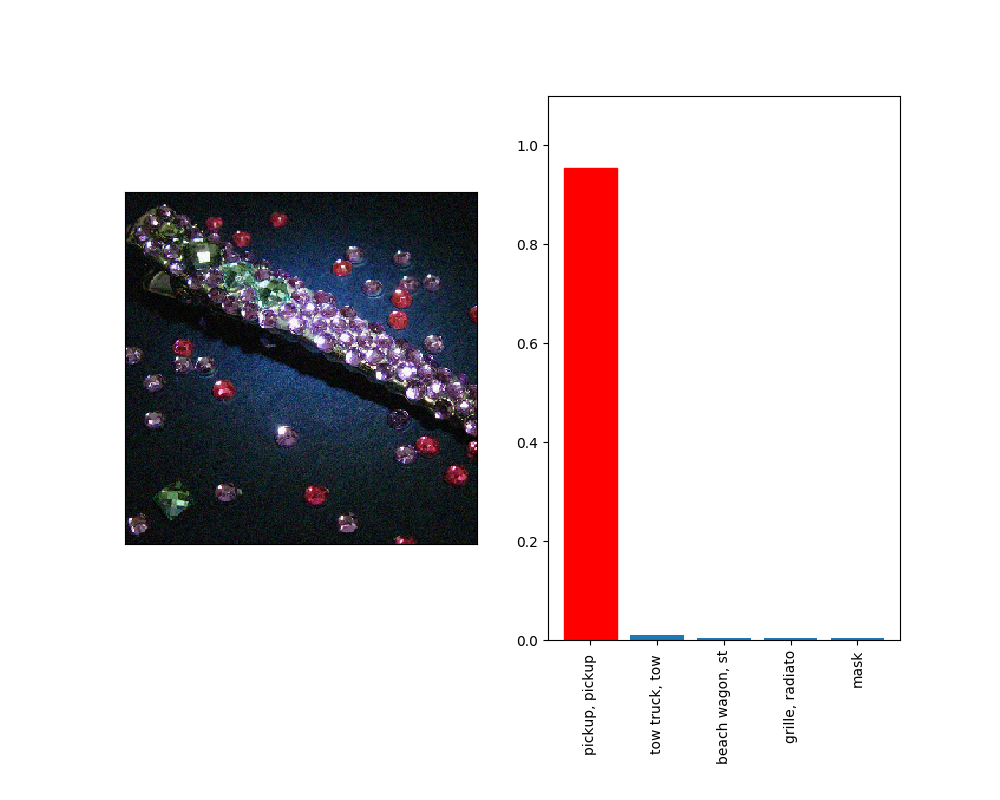 1.0
0.8
0.6
0.4
0.2
0.0
pickup, pickup
tow truck, tow
beach wagon, st
grille, radiato
mask